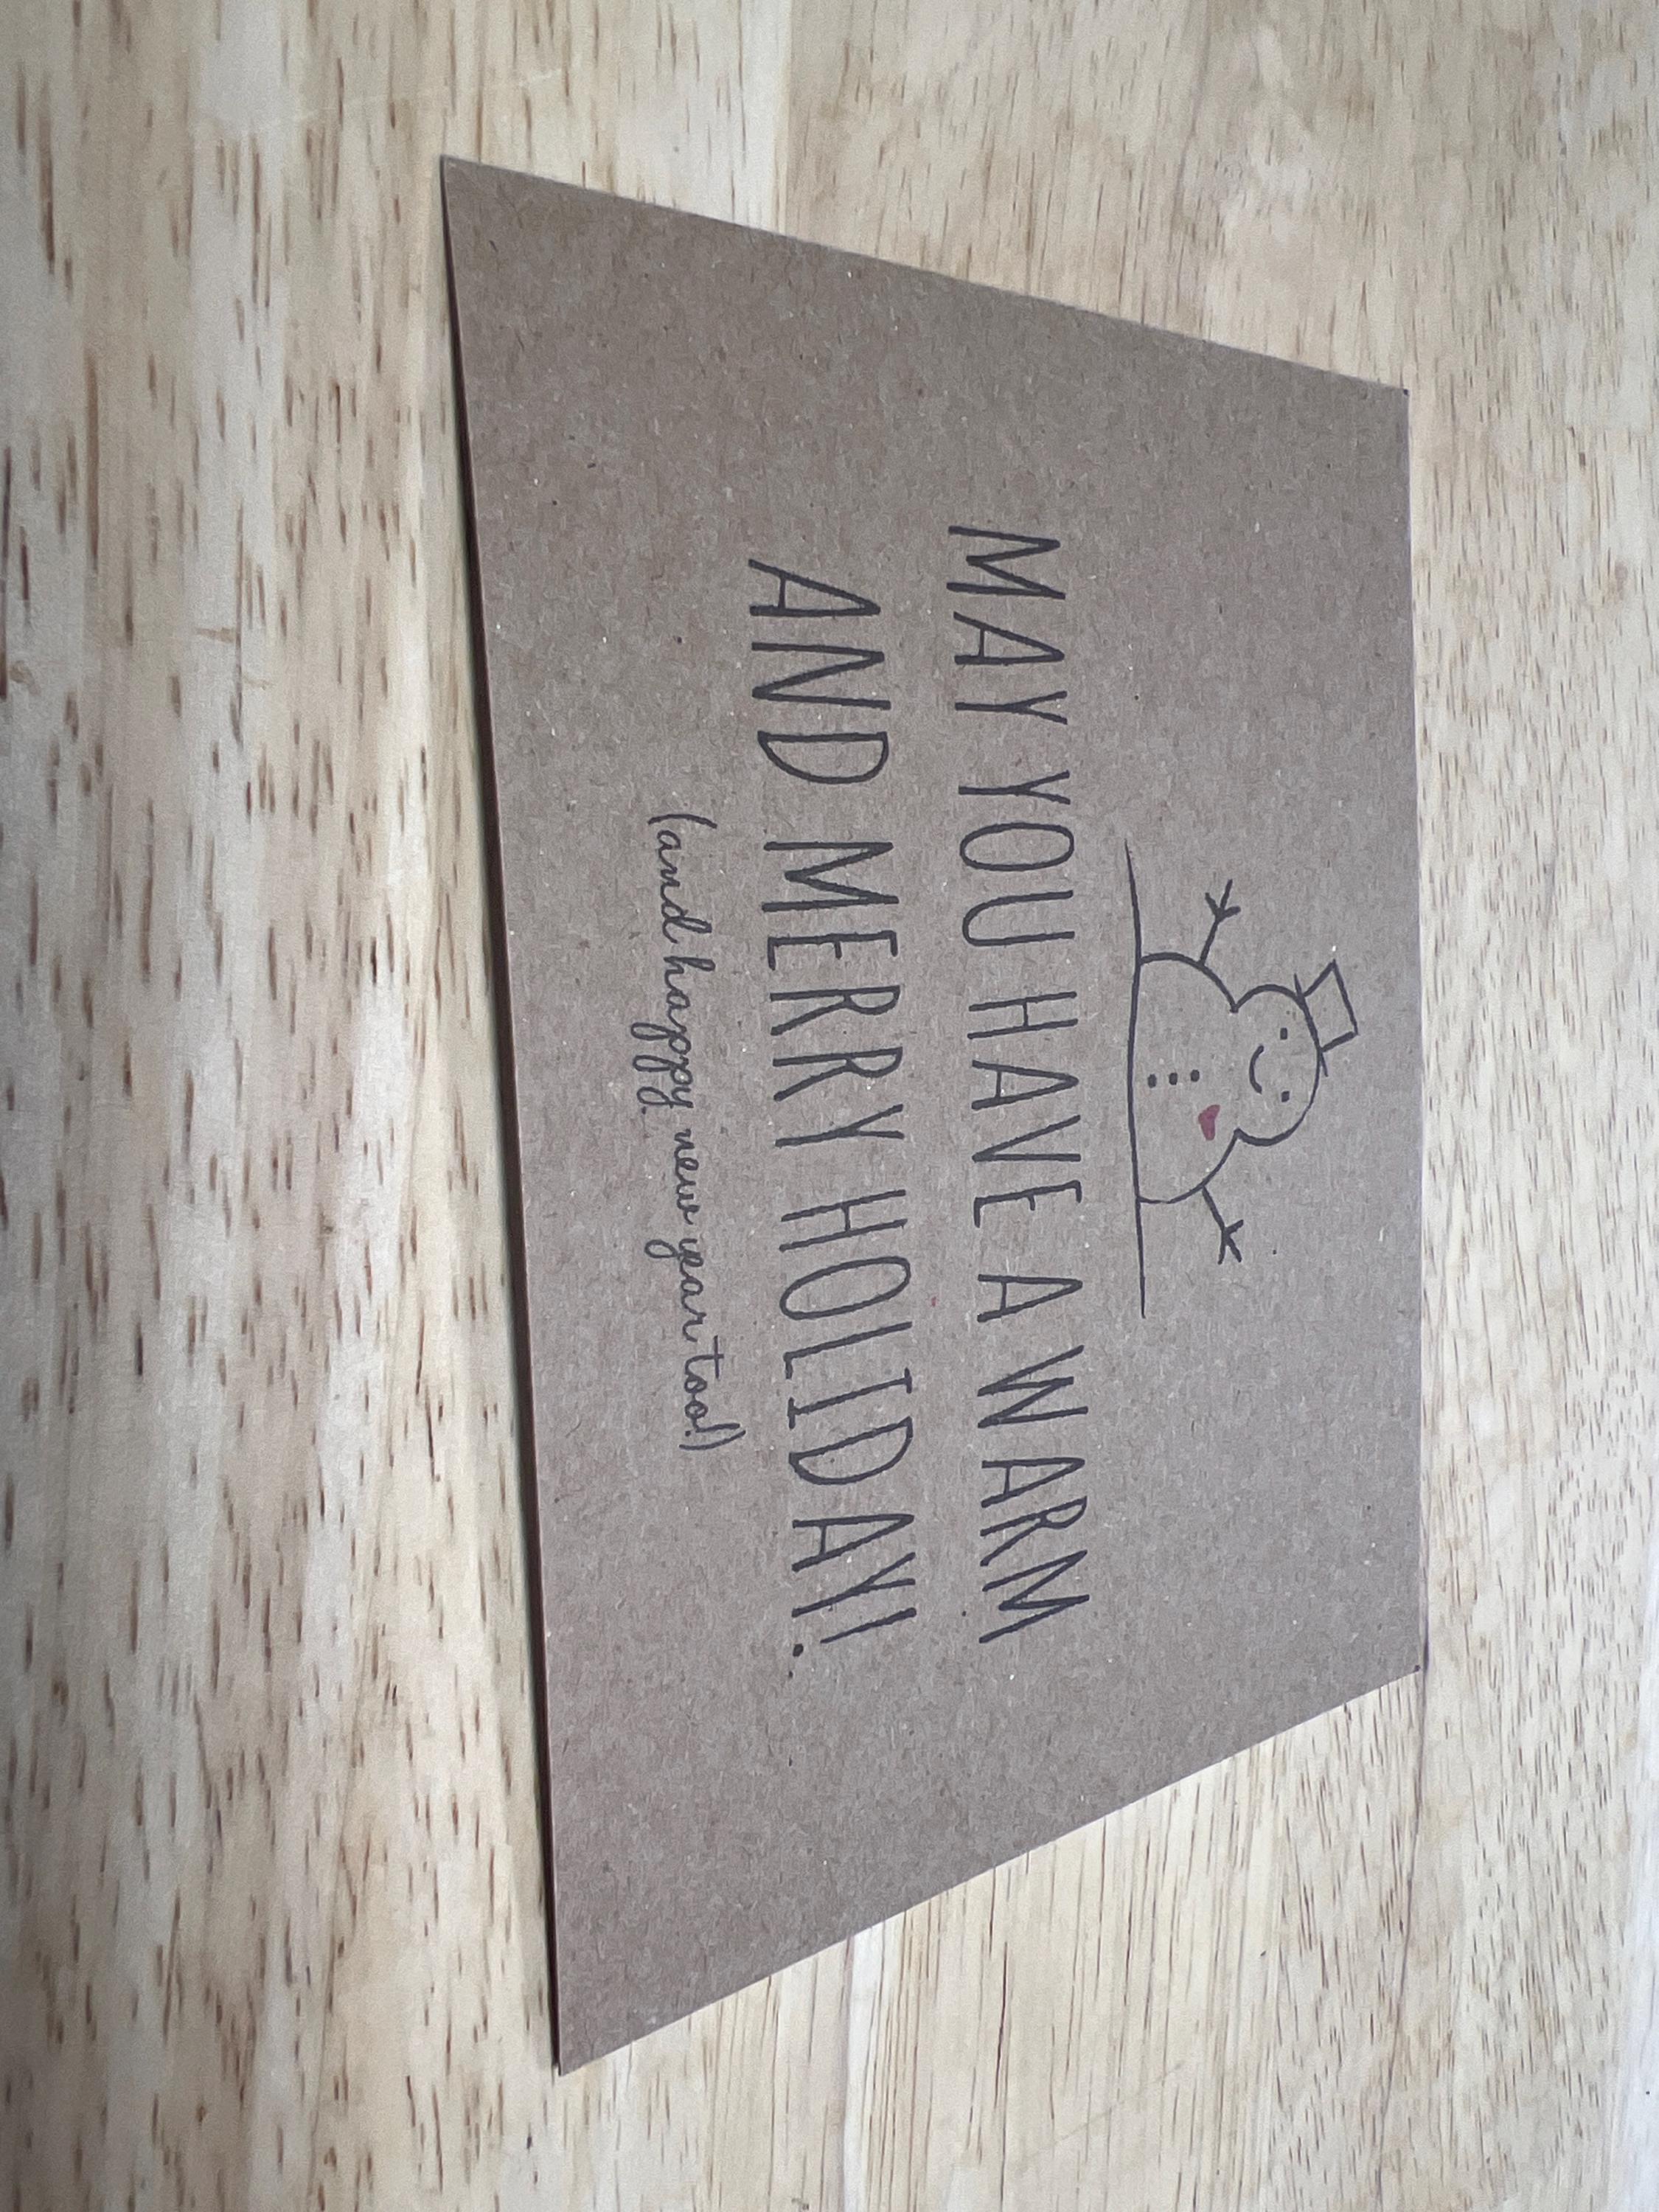 MAY YOU HAVE A WARM
AND MERRY HOLIDAY!
(and happy new year too!)